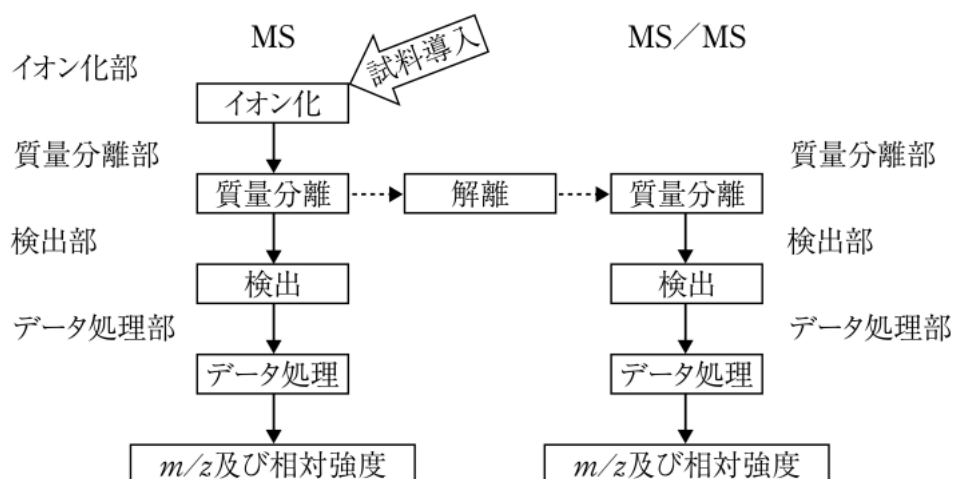 MS
MS/MS
試料導入
イオン化部
イオン化
質量分離部
質量分離部
質量分離
解離
質量分離
検出部
検出部
検出
検出
データ処理部
データ処理部
データ処理
データ処理
m/z及び相対強度
m/z及び相対強度